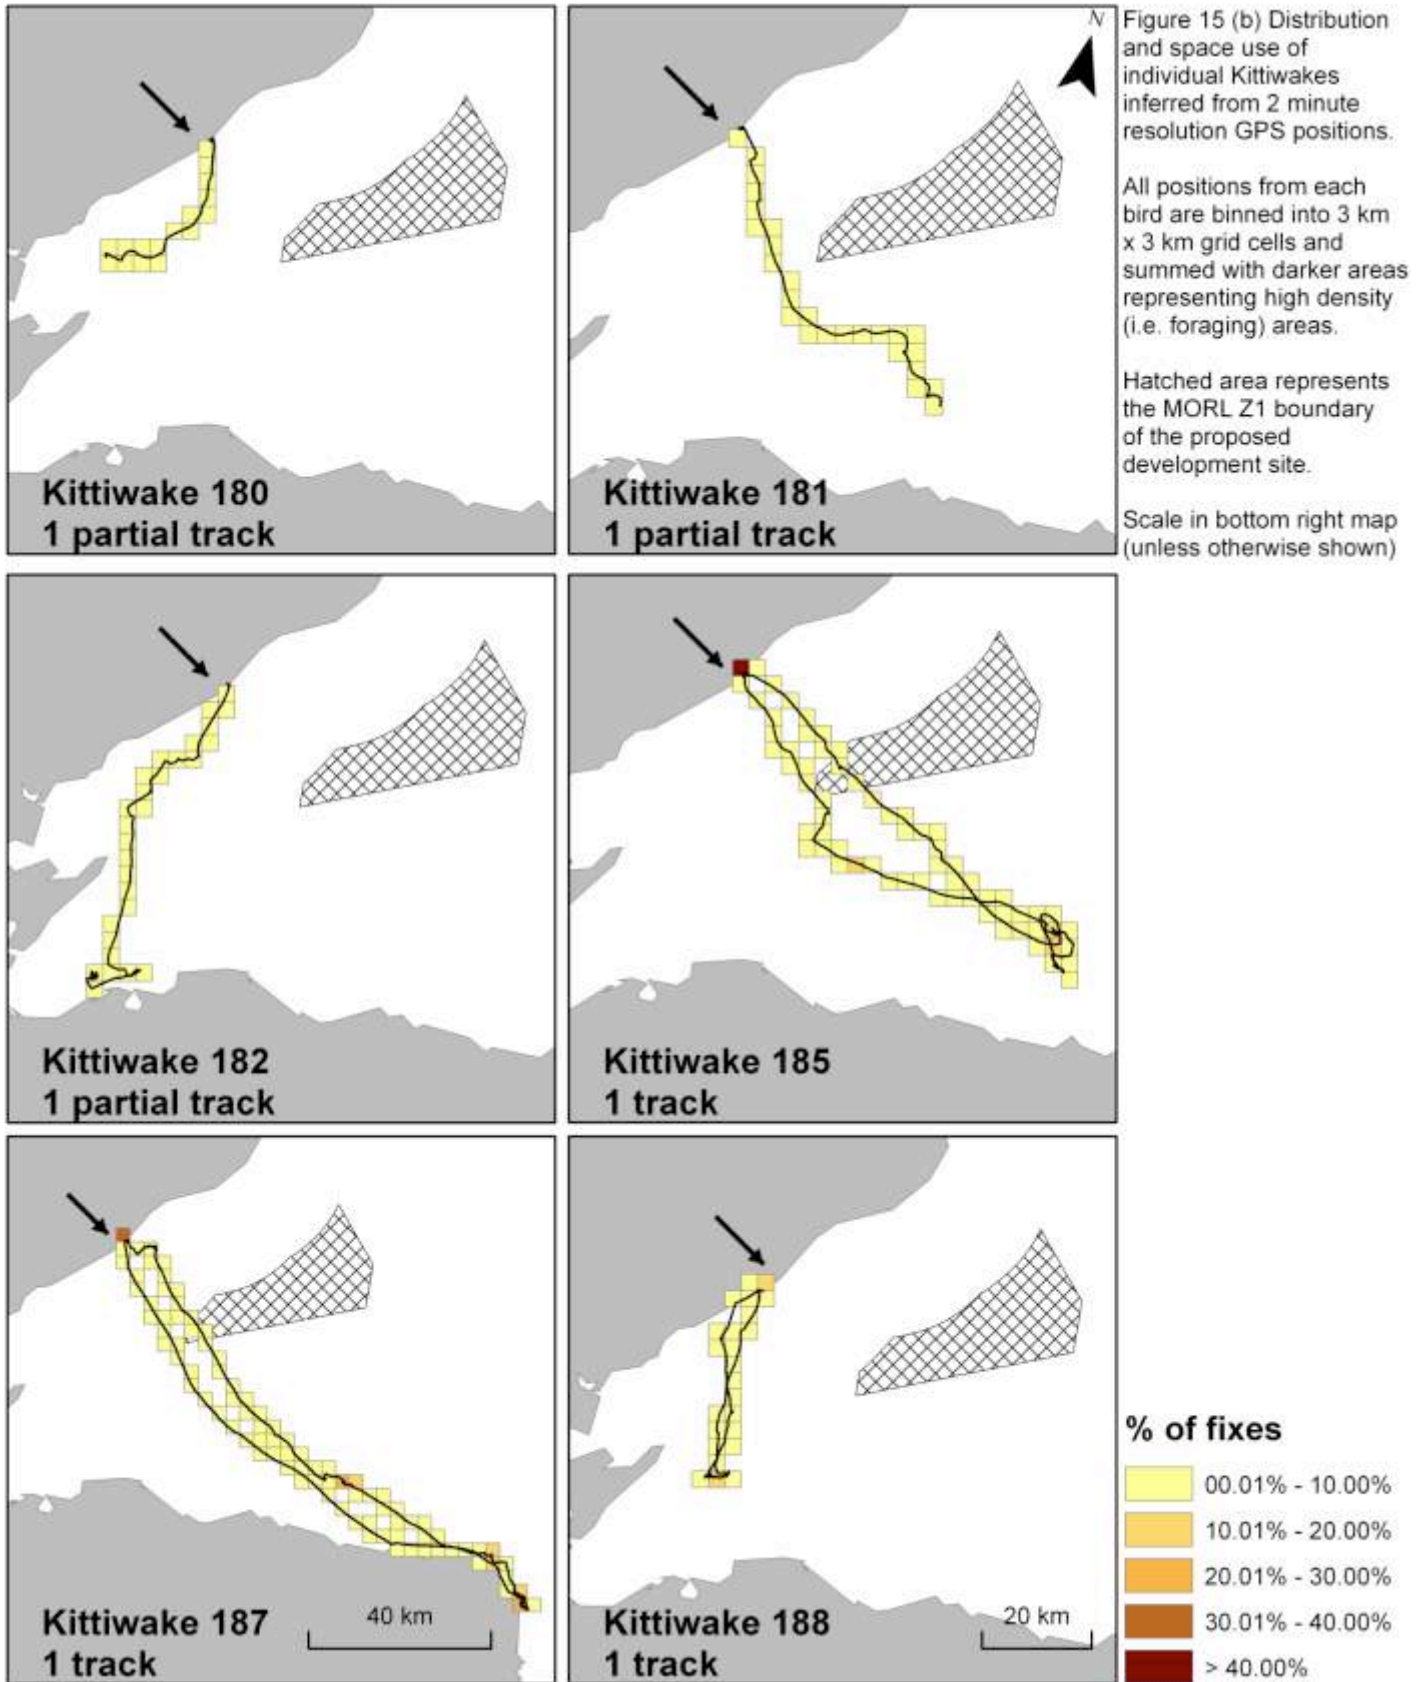 N
Figure 15 (b) Distribution
and space use of
individual Kittiwakes
inferred from 2 minute
resolution GPS positions.
All positions from each
bird are binned into 3 km
x 3 km grid cells and
summed with darker areas
representing high density
(i.e. foraging) areas.
Hatched area represents
the MORL Z1 boundary
of the proposed
development site.
Scale in bottom right map
(unless otherwise shown)
Kittiwake 180
1 partial track
Kittiwake 181
1 partial track
Kittiwake 182
1 partial track
Kittiwake 185
1 track
Kittiwake 187
1 track
40 km
Kittiwake 188
1 track
20 km
% of fixes
00.01% - 10.00%
10.01% - 20.00%
20.01% - 30.00%
30.01% - 40.00%
> 40.00%